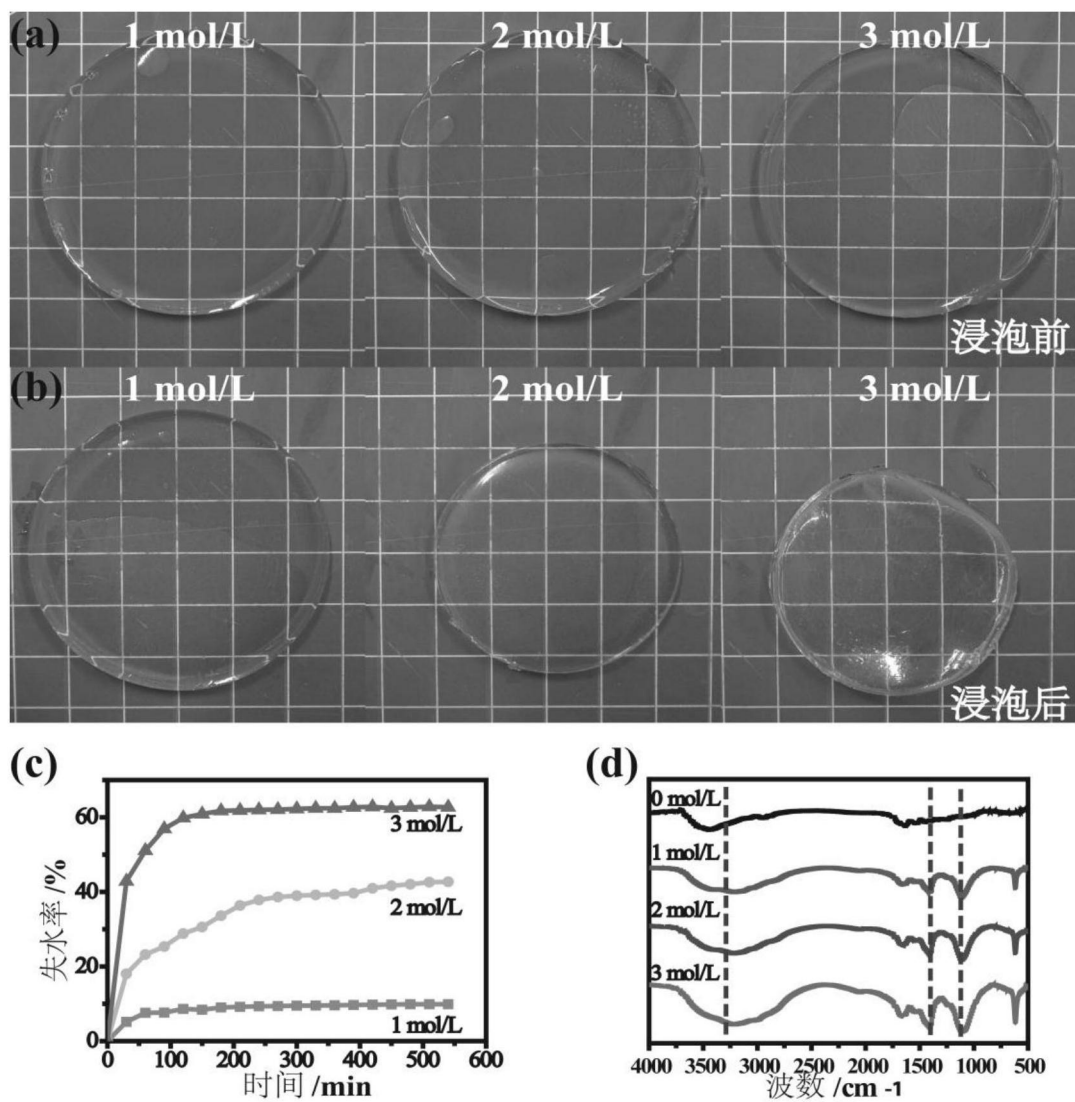 (a) 1 mol/L 2 mol/L 3 mol/L
浸泡前
(b) 1 mol/L 2 mol/L 3 mol/L
浸泡后
(c)
失水率 /%
60
40
20
0
3 mol/L
2 mol/L
1 mol/L
0 100 200 300 400 500 600
时间 /min
(d)
0 mol/L
1 mol/L
2 mol/L
3 mol/L
4000 3500 3000 2500 2000 1500 1000 500
波数 /cm -1